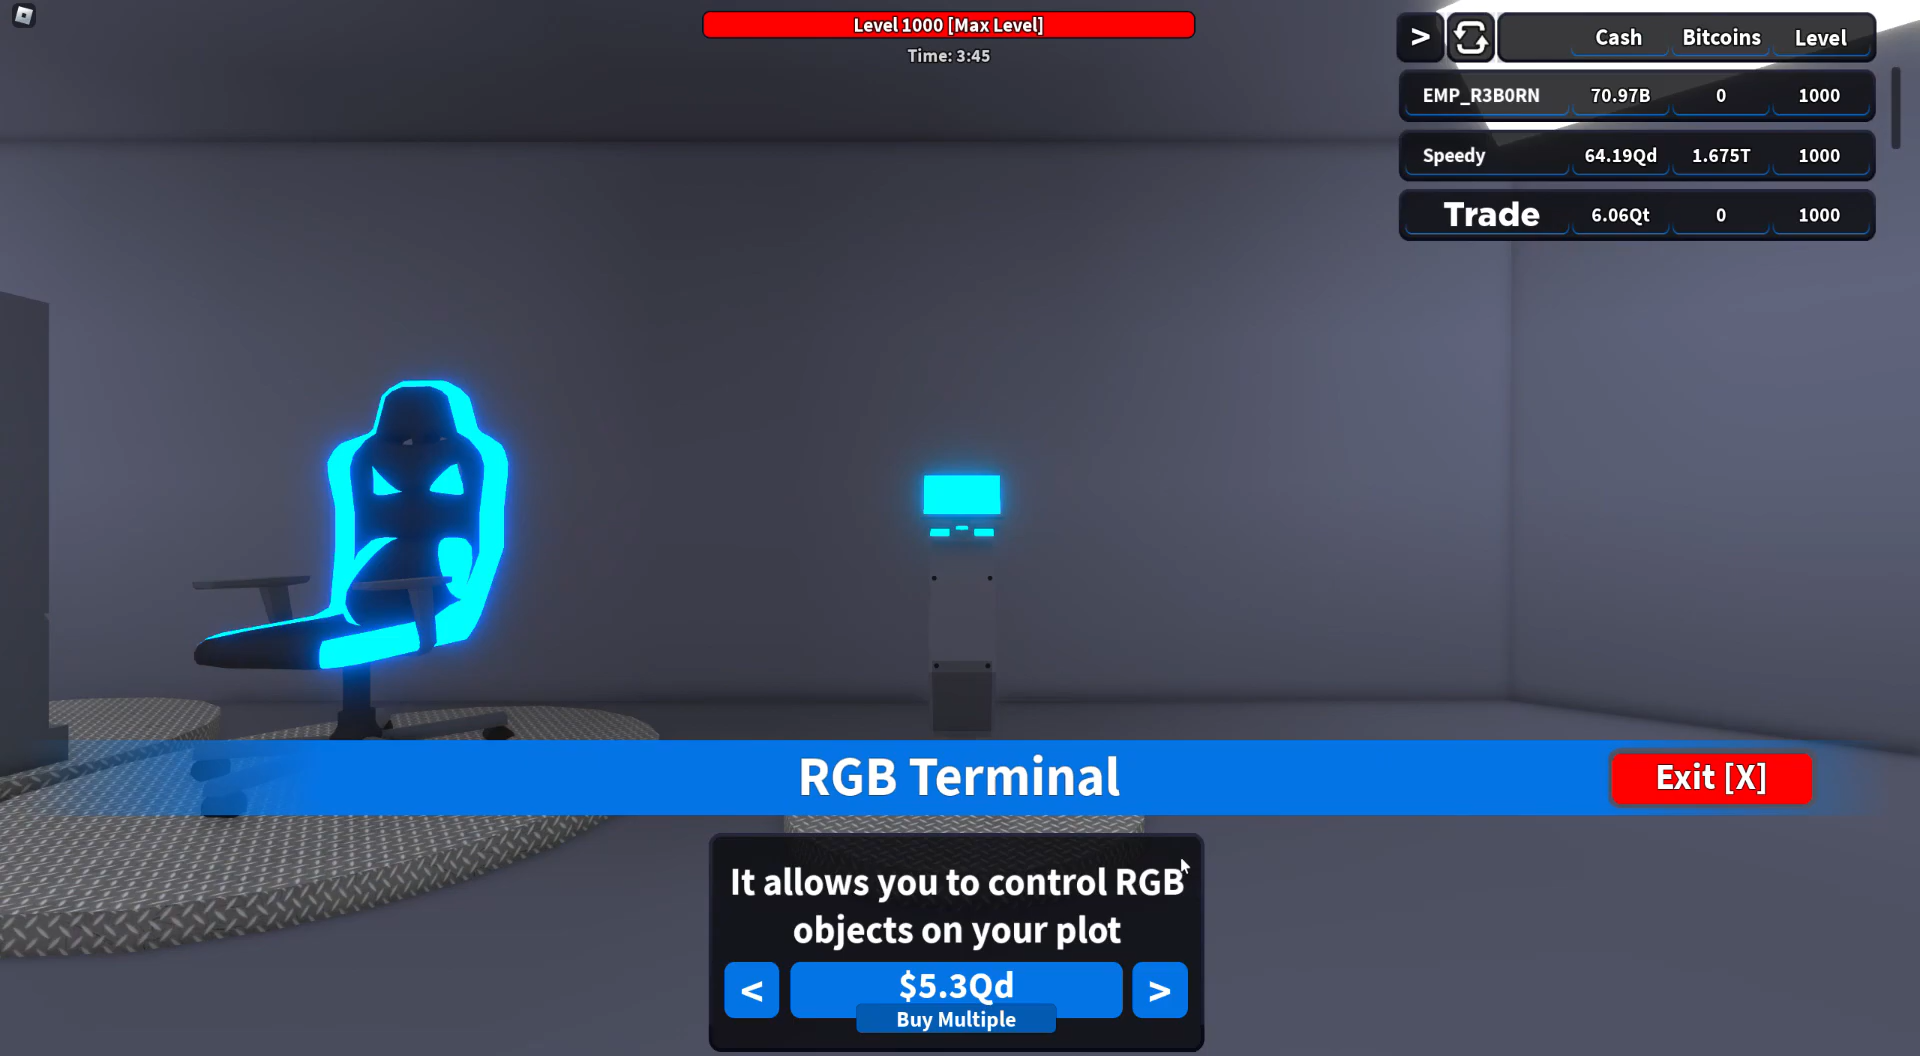 Level 1000 [Max Level]
Time: 3:45
> Cash Bitcoins Level
EMP_R3B0RN 70.97B 0 1000
Speedy 64.19Qd 1.675T 1000
Trade 6.06Qt 0 1000
RGB Terminal
Exit [X]
It allows you to control RGB
objects on your plot
< $5.3Qd >
Buy Multiple